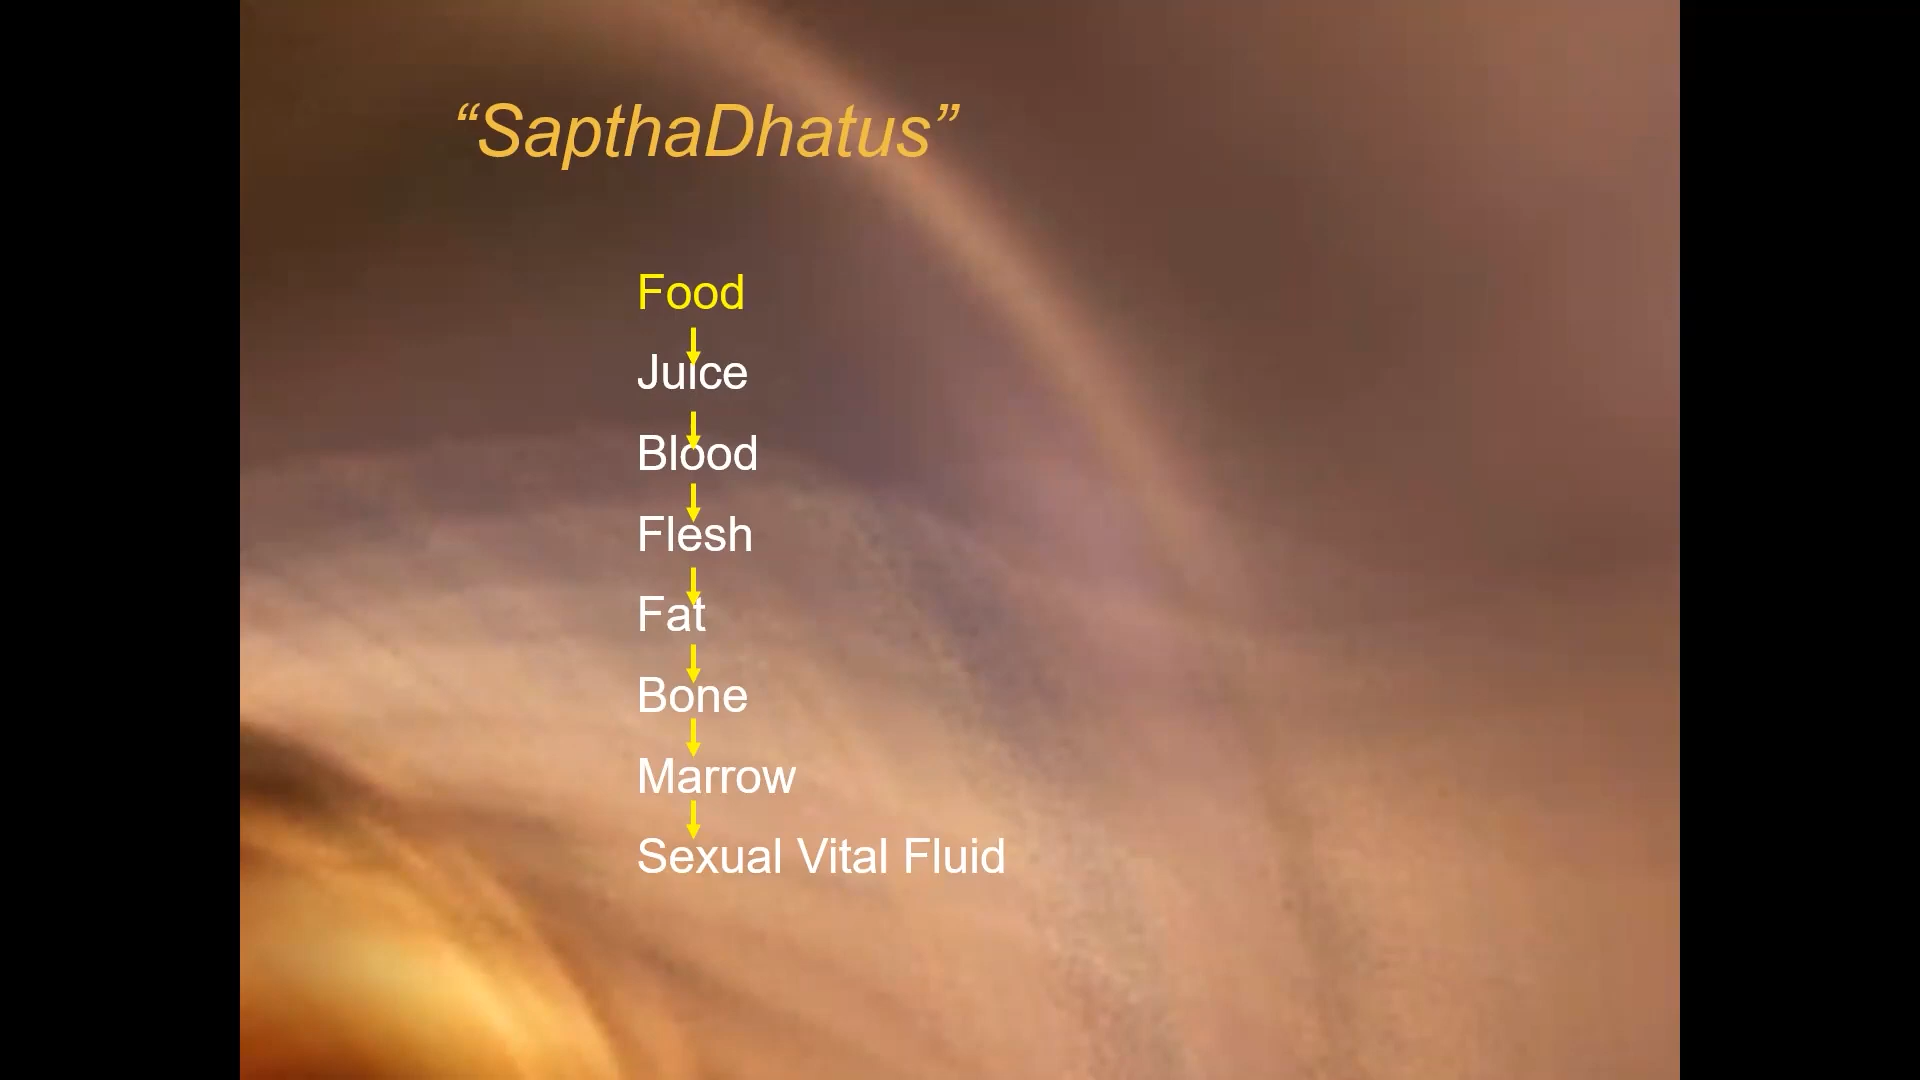 “SapthaDhatus”
Food
Juice
Blood
Flesh
Fat
Bone
Marrow
Sexual Vital Fluid